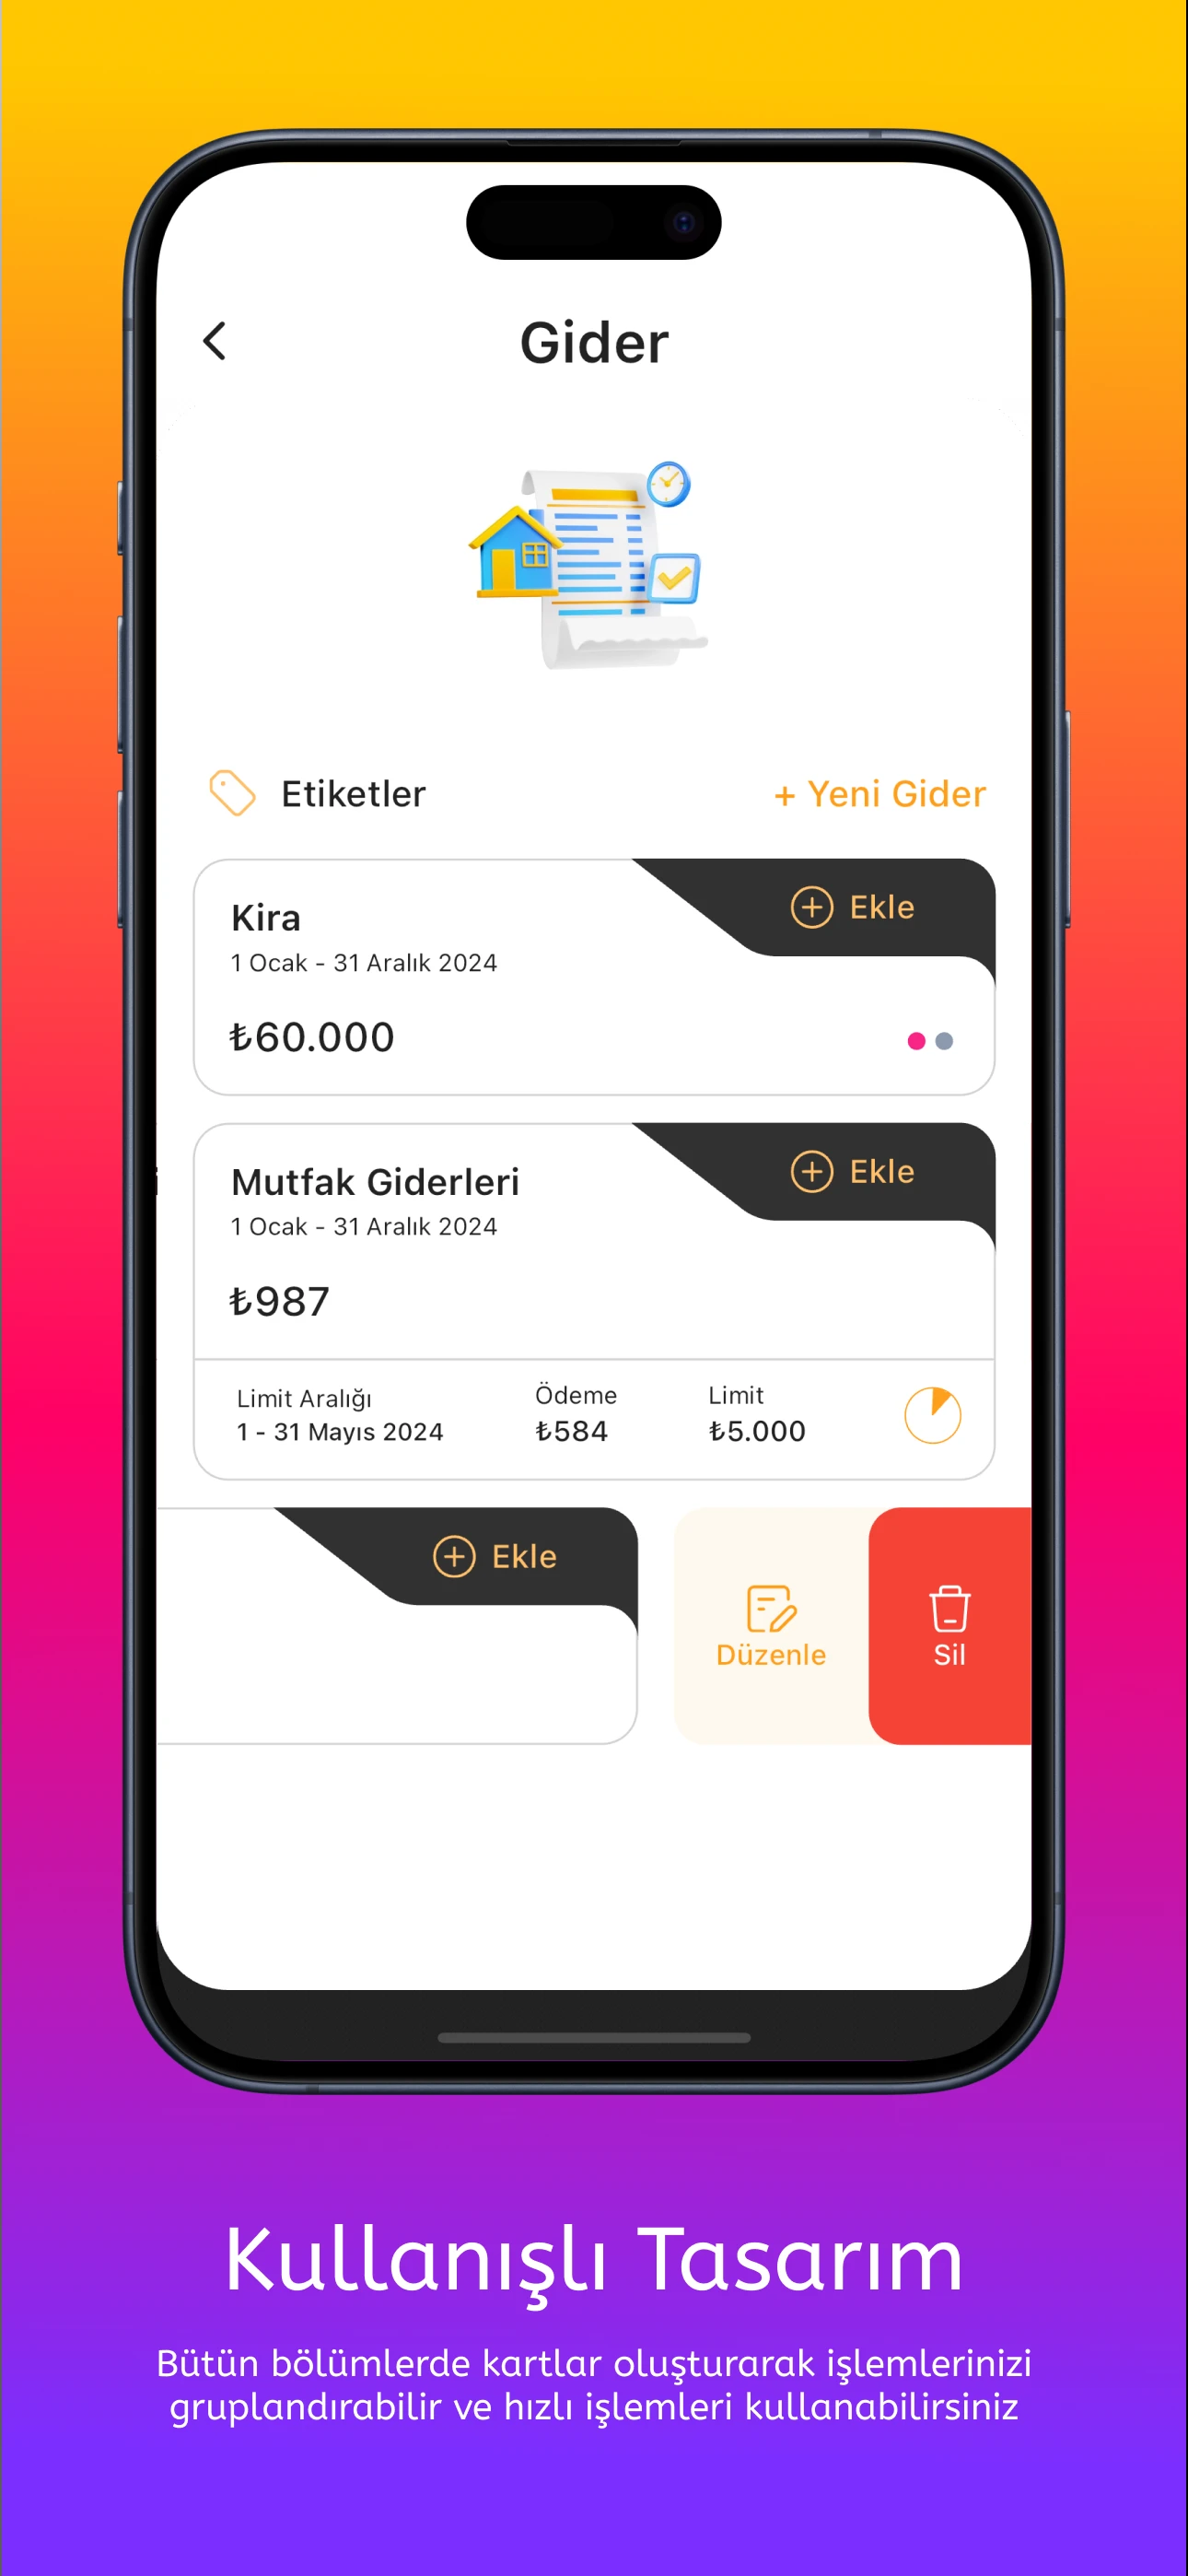 Gider
Etiketler
+ Yeni Gider
Kira
Ekle
1 Ocak - 31 Aralık 2024
₺60.000
Mutfak Giderleri
Ekle
1 Ocak - 31 Aralık 2024
₺987
Limit Aralığı
1 - 31 Mayıs 2024
Ödeme
₺584
Limit
₺5.000
Ekle
Düzenle
Sil
Kullanışlı Tasarım
Bütün bölümlerde kartlar oluşturarak işlemlerinizi
gruplandırabilir ve hızlı işlemleri kullanabilirsiniz